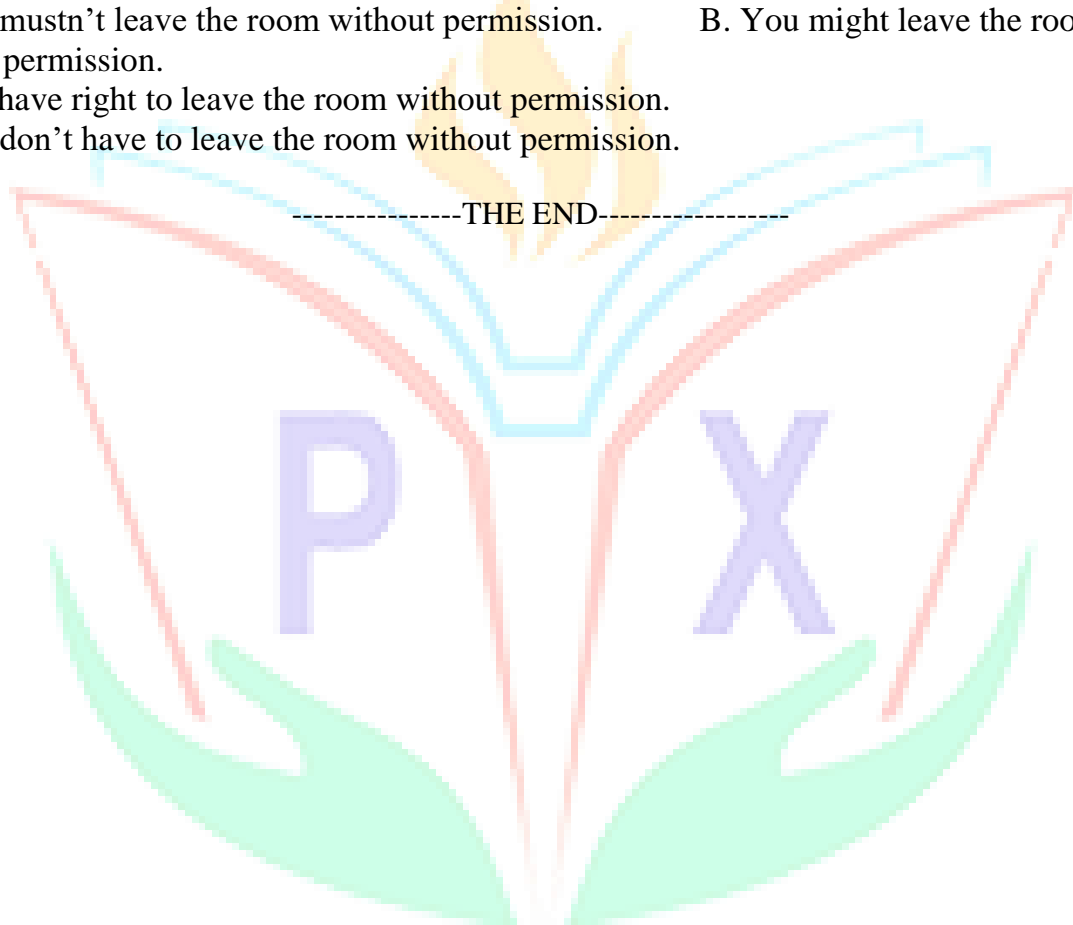 mustn’t leave the room without permission. B. You might leave the roo
permission.
have right to leave the room without permission.
don’t have to leave the room without permission.
----------------THE END------------------
P X